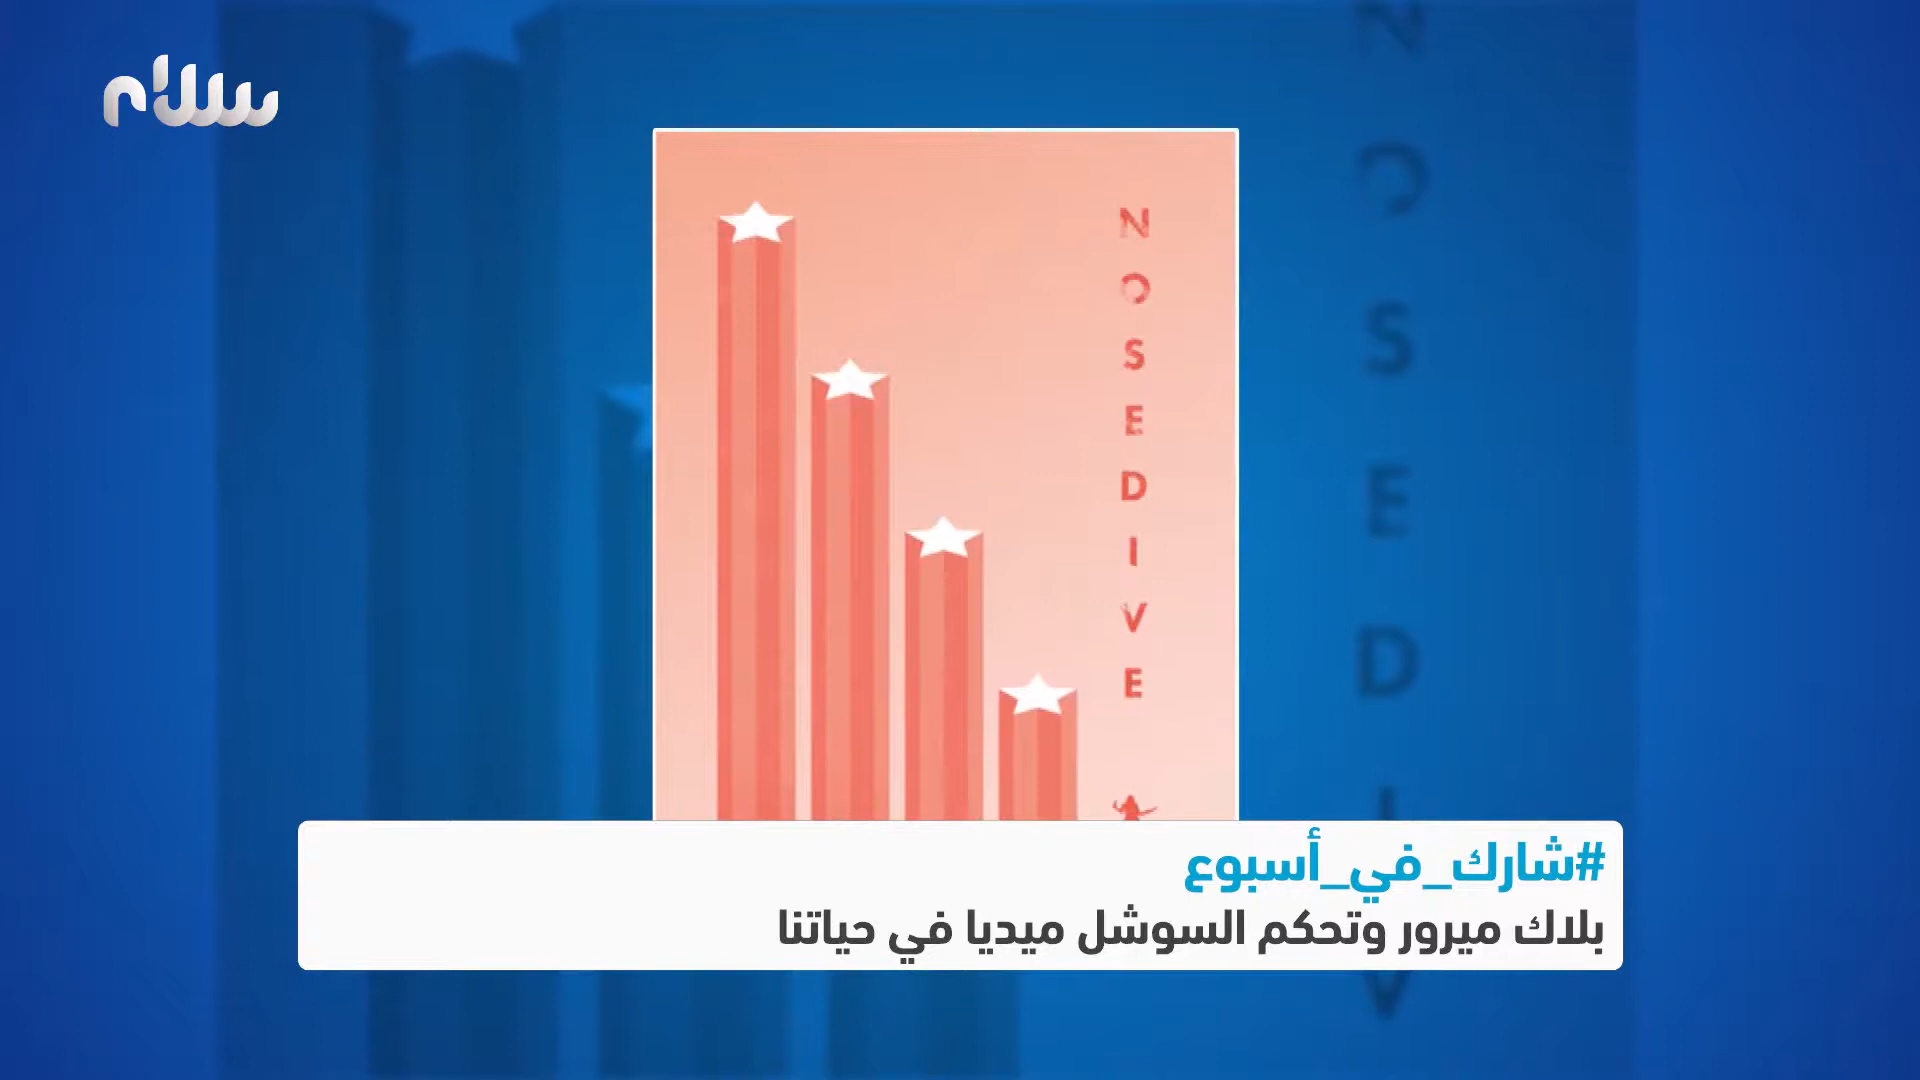 سلام
NOSEDIVE
#شارك_في_أسبوع
بلاك ميرور وتحكم السوشل ميديا في حياتنا